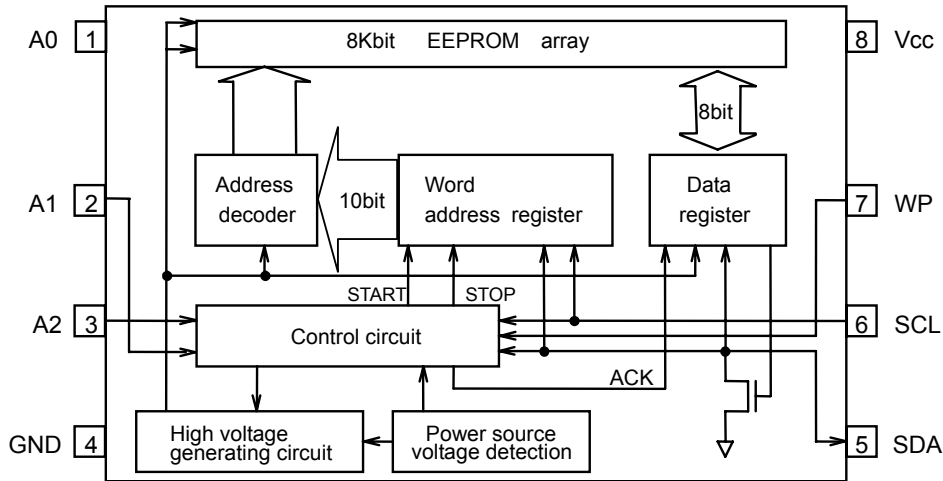 A0 1
8Kbit EEPROM array
8 Vcc
8bit
A1 2
Address
decoder
10bit
Word
address register
Data
register
7 WP
START
STOP
A2 3
Control circuit
6 SCL
ACK
GND 4
High voltage
generating circuit
Power source
voltage detection
5 SDA